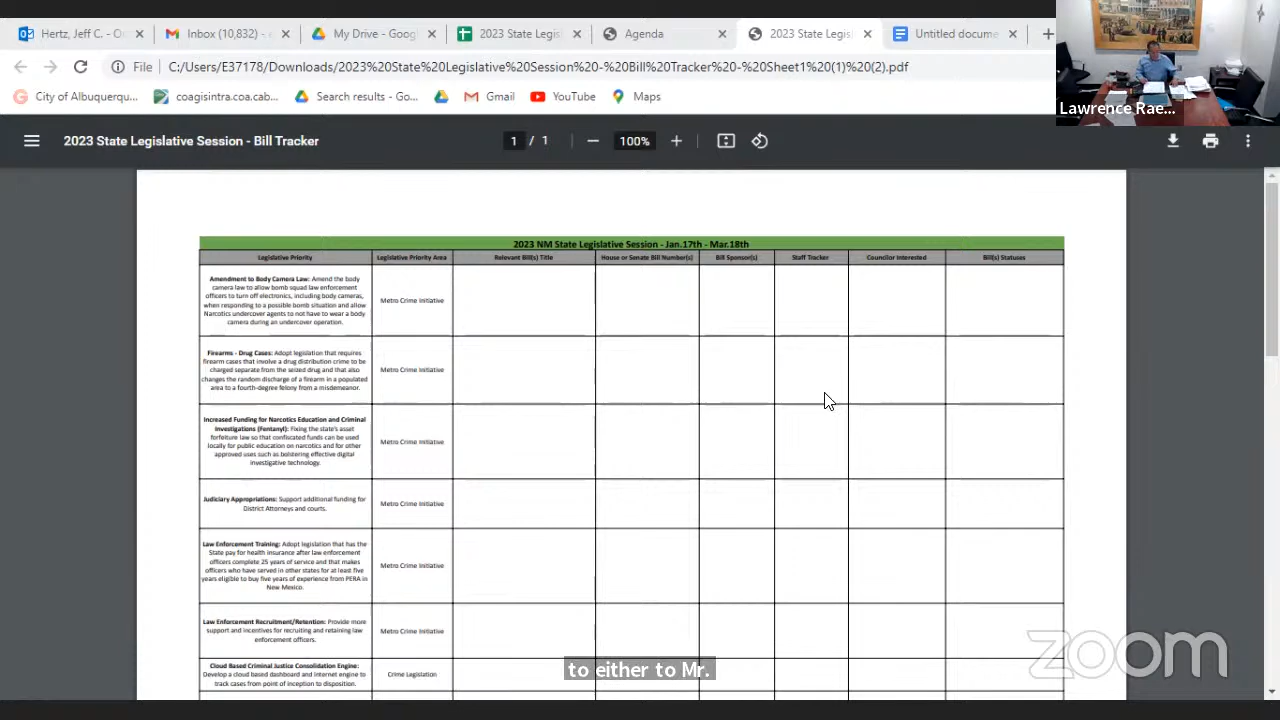 Hertz, Jeff C. - O
Inbox (10,832) - e
My Drive - Goog
2023 State Legisl
Agenda
2023 State Legisl
Untitled docume
File
C:/Users/E37178/Downloads/2023%20State%20Legislative%20Session%20-%20Bill%20Tracker%20-%20Sheet1%20(1)%20(2).pdf
City of Albuquerq...
coagisintra.coa.cab...
Search results - Go...
Gmail
YouTube
Maps
Lawrence Rae...
2023 State Legislative Session - Bill Tracker
1 / 1
100%
2023 NM State Legislative Session - Jan.17th - Mar.18th
Legislative Priority
Legislative Priority Area
Relevant Bill(s) Title
House or Senate Bill Number(s)
Bill Sponsor(s)
Staff Tracker
Councilor Interested
Bill(s) Statuses
Amendment to Body Camera Law: Amend the body
camera law to allow bomb squad law enforcement
officers to turn off electronics, including body cameras,
when responding to a possible bomb situation and allow
Narcotics undercover agents to not have to wear a body
camera during an undercover operation.
Metro Crime Initiative
Firearms - Drug Cases: Adopt legislation that requires
firearm cases that involve a drug distribution crime to be
charged separate from the seized drug and that also
changes the random discharge of a firearm in a populated
area to a fourth-degree felony from a misdemeanor.
Metro Crime Initiative
Increased Funding for Narcotics Education and Criminal
Investigations (Fentanyl): Fixing the state's asset
forfeiture law so that confiscated funds can be used
locally for public education on narcotics and for other
approved uses such as bolstering effective digital
investigative technology.
Metro Crime Initiative
Judiciary Appropriations: Support additional funding for
District Attorneys and courts.
Metro Crime Initiative
Law Enforcement Training: Adopt legislation that has the
State pay for health insurance after law enforcement
officers complete 25 years of service and that makes
officers who have served in other states for at least five
years eligible to buy five years of experience from PERA in
New Mexico.
Metro Crime Initiative
Law Enforcement Recruitment/Retention: Provide more
support and incentives for recruiting and retaining law
enforcement officers.
Metro Crime Initiative
Cloud Based Criminal Justice Consolidation Engine:
Develop a cloud based dashboard and internet engine to
track cases from point of inception to disposition.
Crime Legislation
to either to Mr.
zoom